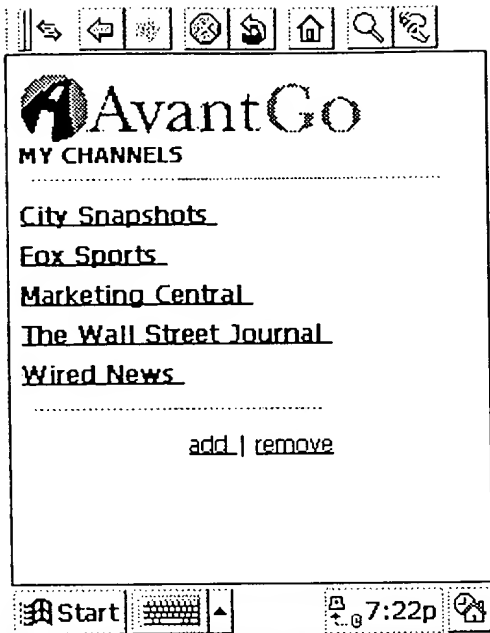 AvantGo
MY CHANNELS
City Snapshots
Fox Sports
Marketing Central
The Wall Street Journal
Wired News
add | remove
Start 7:22p